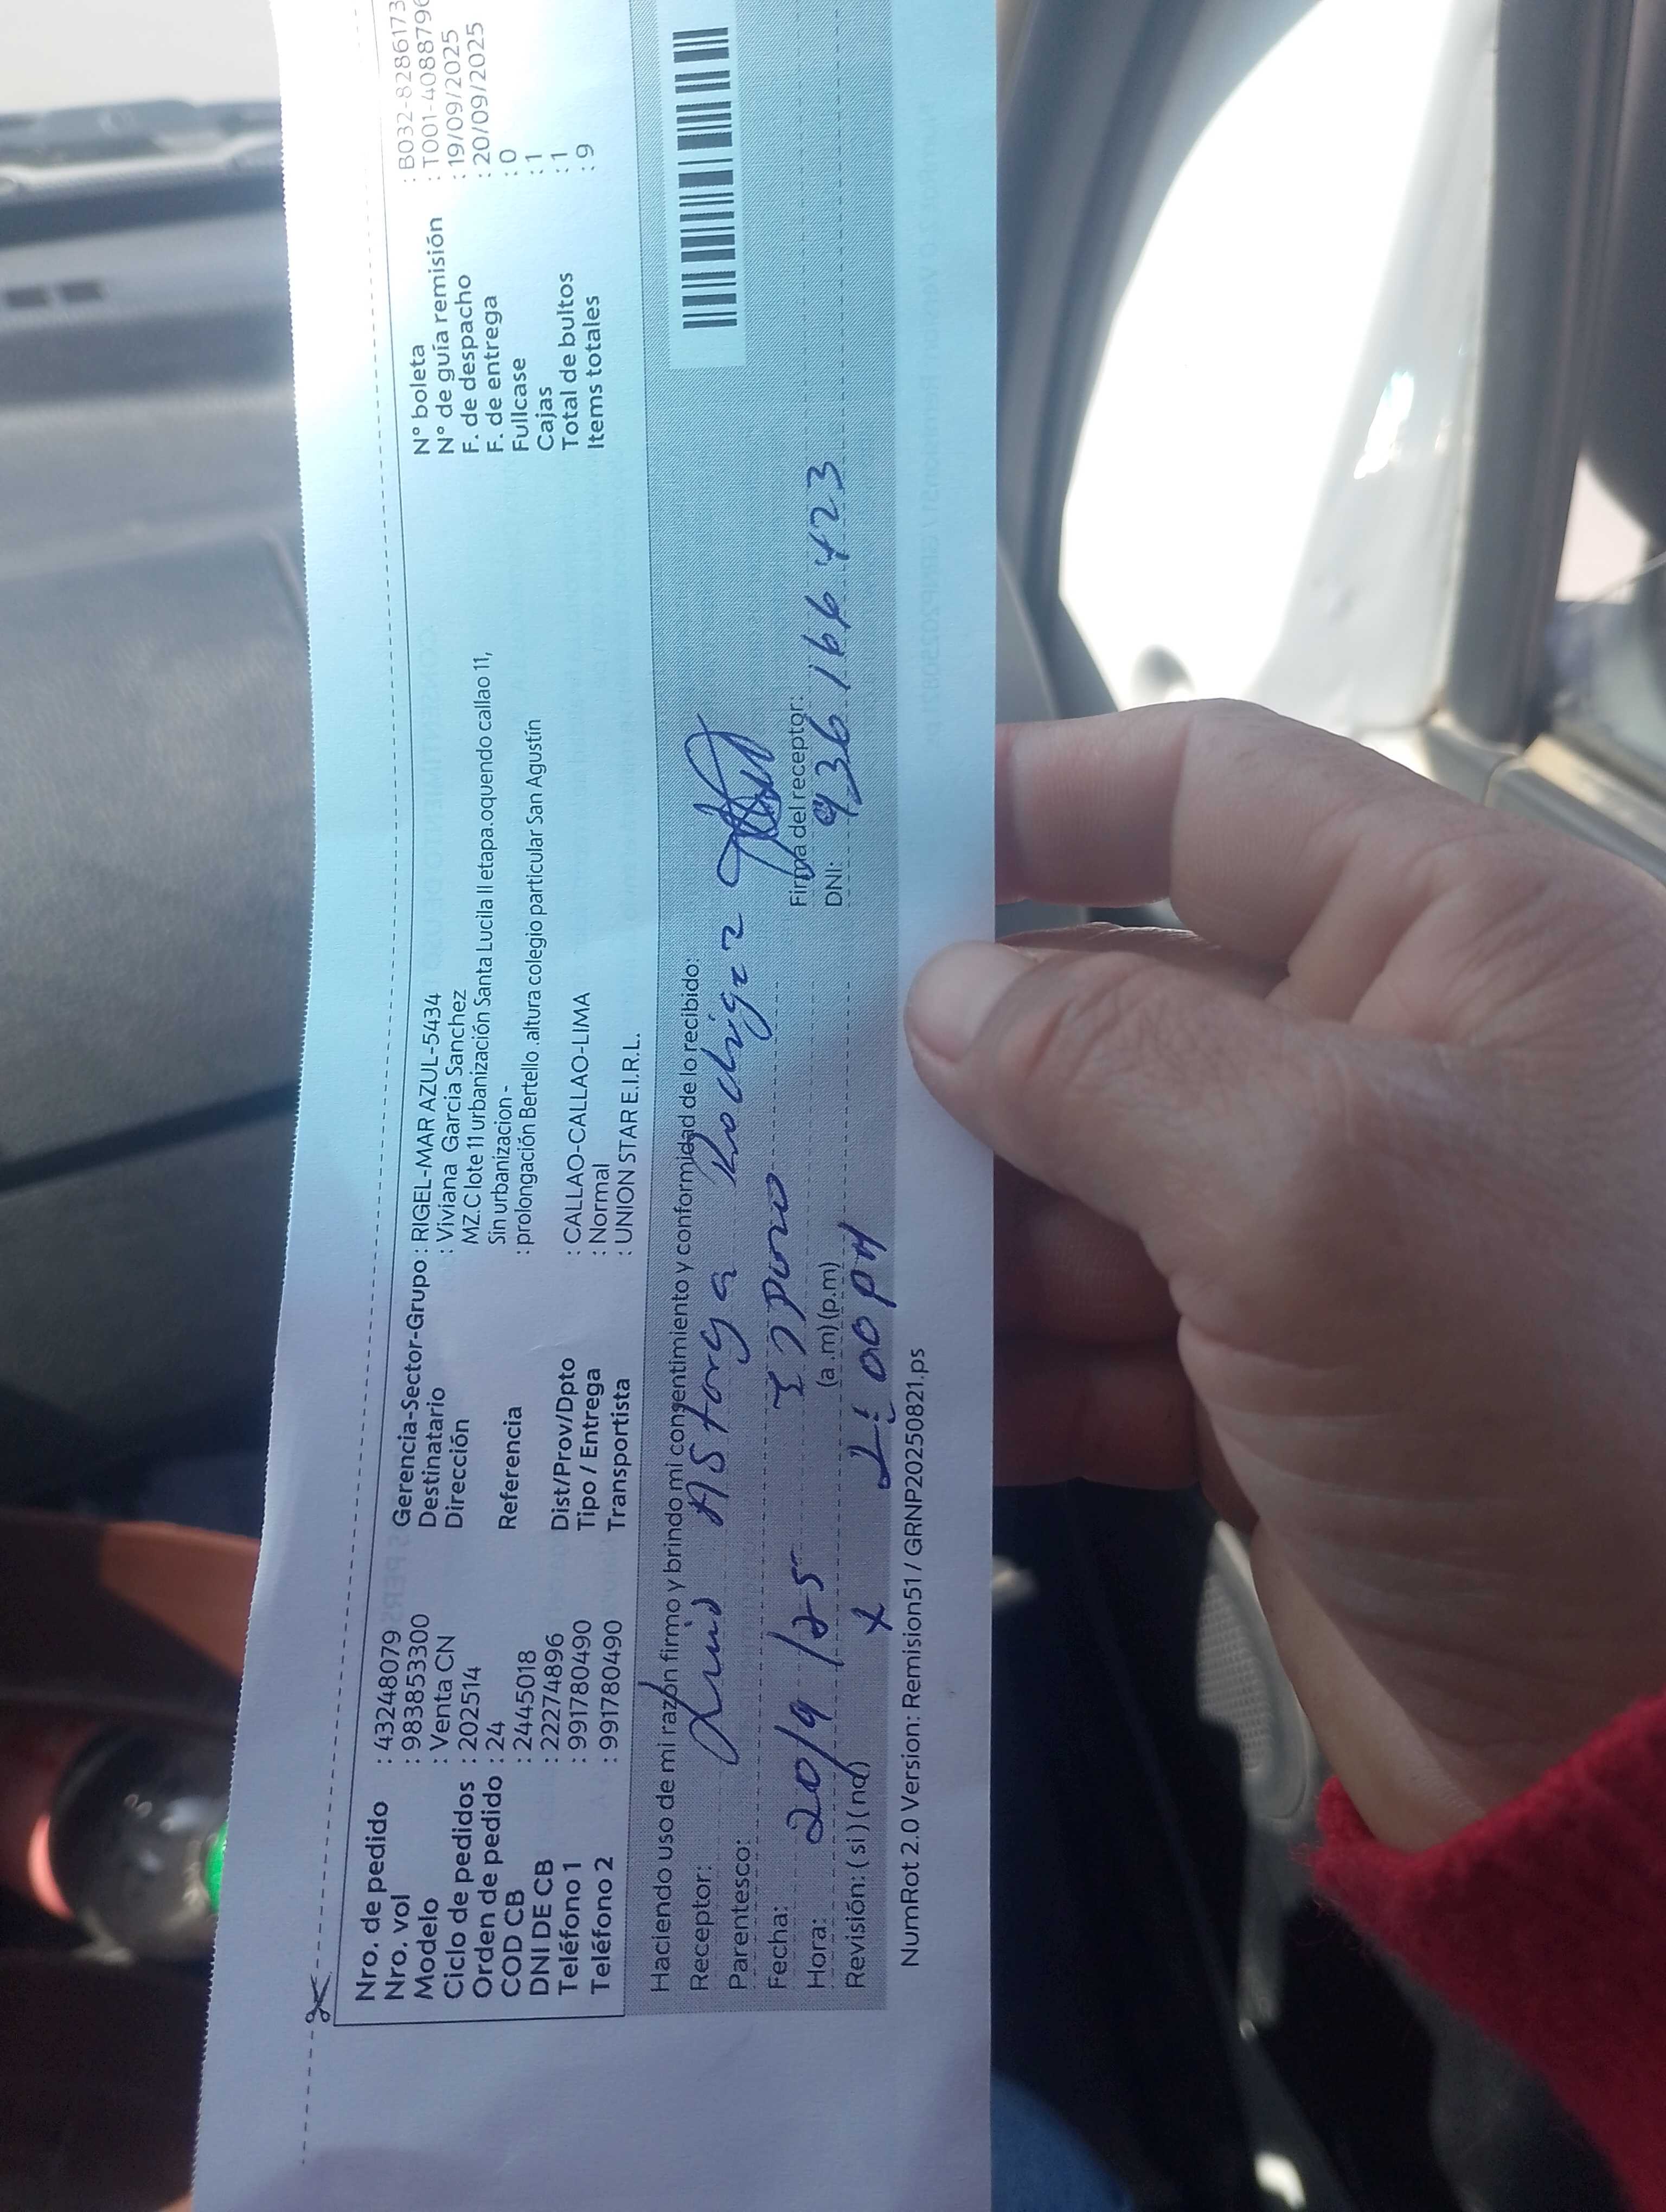 Nro. de pedido : 43248079
Nro. vol : 983853300
Modelo : Venta CN
Ciclo de pedidos : 202514
Orden de pedido : 24
COD CB : 2445018
DNI DE CB : 222774896
Teléfono 1 : 991780490
Teléfono 2 : 991780490
Gerencia-Sector-Grupo : RIGEL-MAR AZUL-5434
Destinatario : Viviana Garcia Sanchez
Dirección MZ.C lote 11 urbanización Santa Lucila II etapa.oquendo callao 11,
Sin urbanizacion -
Referencia : prolongación Bertello .altura colegio particular San Agustín
Dist/Prov/Dpto : CALLAO-CALLAO-LIMA
Tipo / Entrega : Normal
Transportista : UNION STAR E.I.R.L.
N° boleta : B032-8286173
N° de guía remisión : T001-4088796
F. de despacho : 19/09/2025
F. de entrega : 20/09/2025
Fullcase : 0
Cajas : 1
Total de bultos : 1
Items totales : 9
Haciendo uso de mi razón firmo y brindo mi consentimiento y conformidad de lo recibido:
Receptor: Luis Astorga
Parentesco: Esposo
Fecha: 20/9/25
Hora: (a.m) (p.m) 2:00 PM
Revisión: ( si ) ( no ) x
Firma del receptor:
DNI: 936166423
NumRot 2.0 Version: Remision51 / GRNP20250821.ps